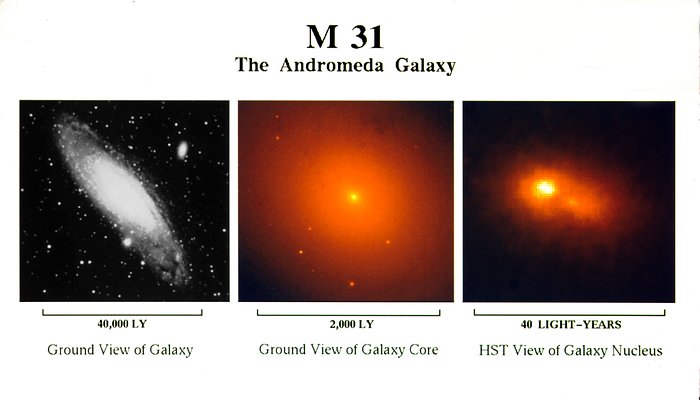 M 31
The Andromeda Galaxy
40,000 LY
2,000 LY
40 LIGHT-YEARS
Ground View of Galaxy
Ground View of Galaxy Core
HST View of Galaxy Nucleus